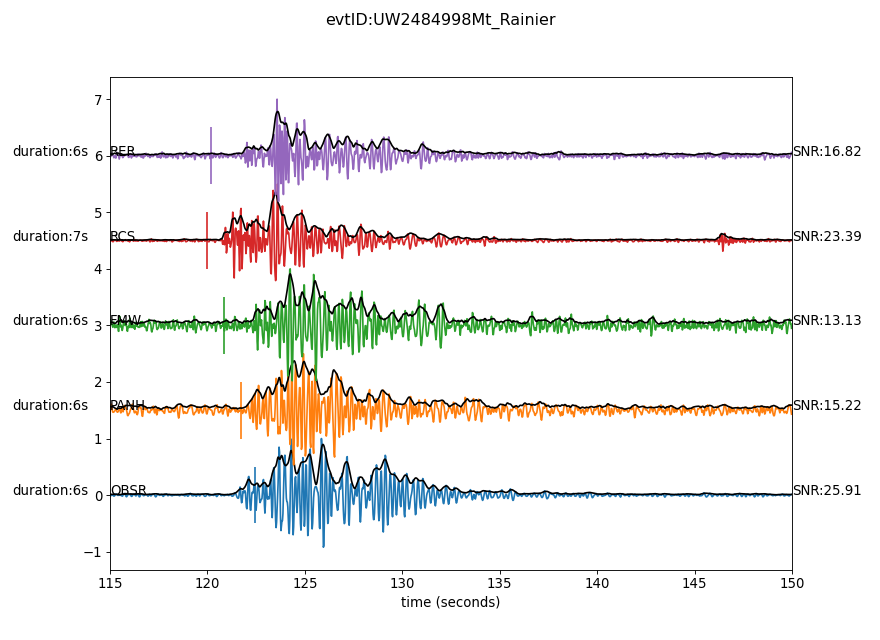 evtID:UW2484998Mt_Rainier
7
duration:6s RER SNR:16.82
6
5
duration:7s RCS SNR:23.39
4
duration:6s FMW SNR:13.13
3
2
duration:6s PANH SNR:15.22
1
duration:6s OBSR SNR:25.91
0
−1
115 120 125 130 135 140 145 150
time (seconds)